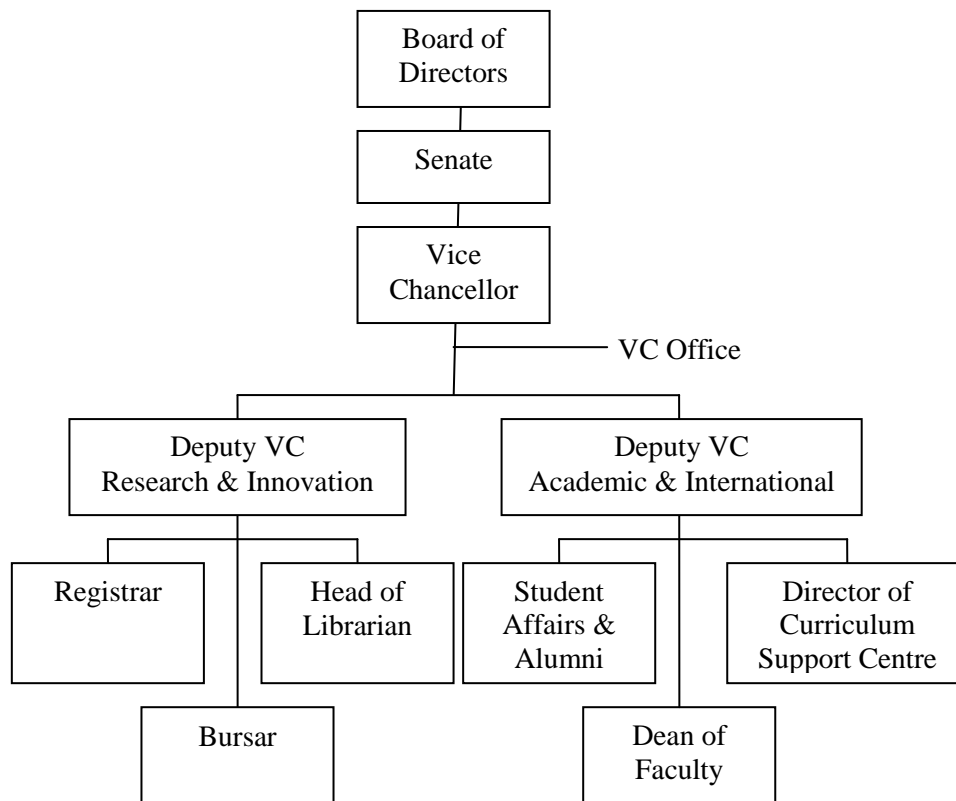 Board of
Directors
Senate
Vice
Chancellor
VC Office
Deputy VC
Research & Innovation
Deputy VC
Academic & International
Registrar
Head of
Librarian
Student
Affairs &
Alumni
Director of
Curriculum
Support Centre
Bursar
Dean of
Faculty